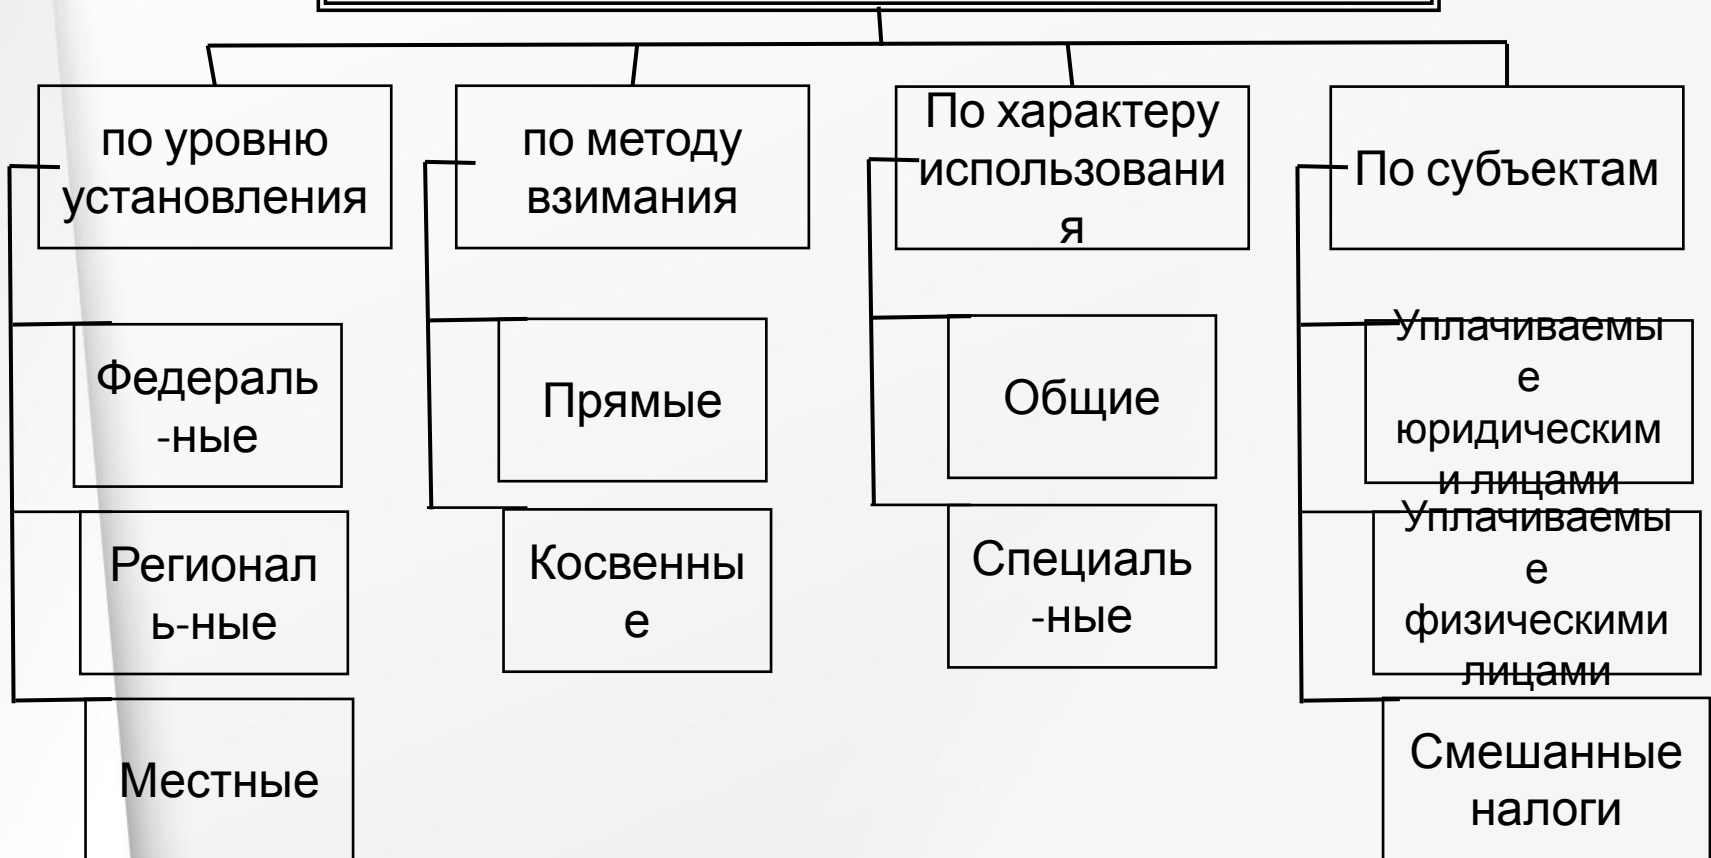 по уровню
установления
по методу
взимания
По характеру
использовани
я
По субъектам
Федераль
-ные
Регионал
ь-ные
Местные
Прямые
Косвенны
е
Общие
Специаль
-ные
Уплачиваемы
е
юридическим
и лицами
Уплачиваемы
е
физическими
лицами
Смешанные
налоги